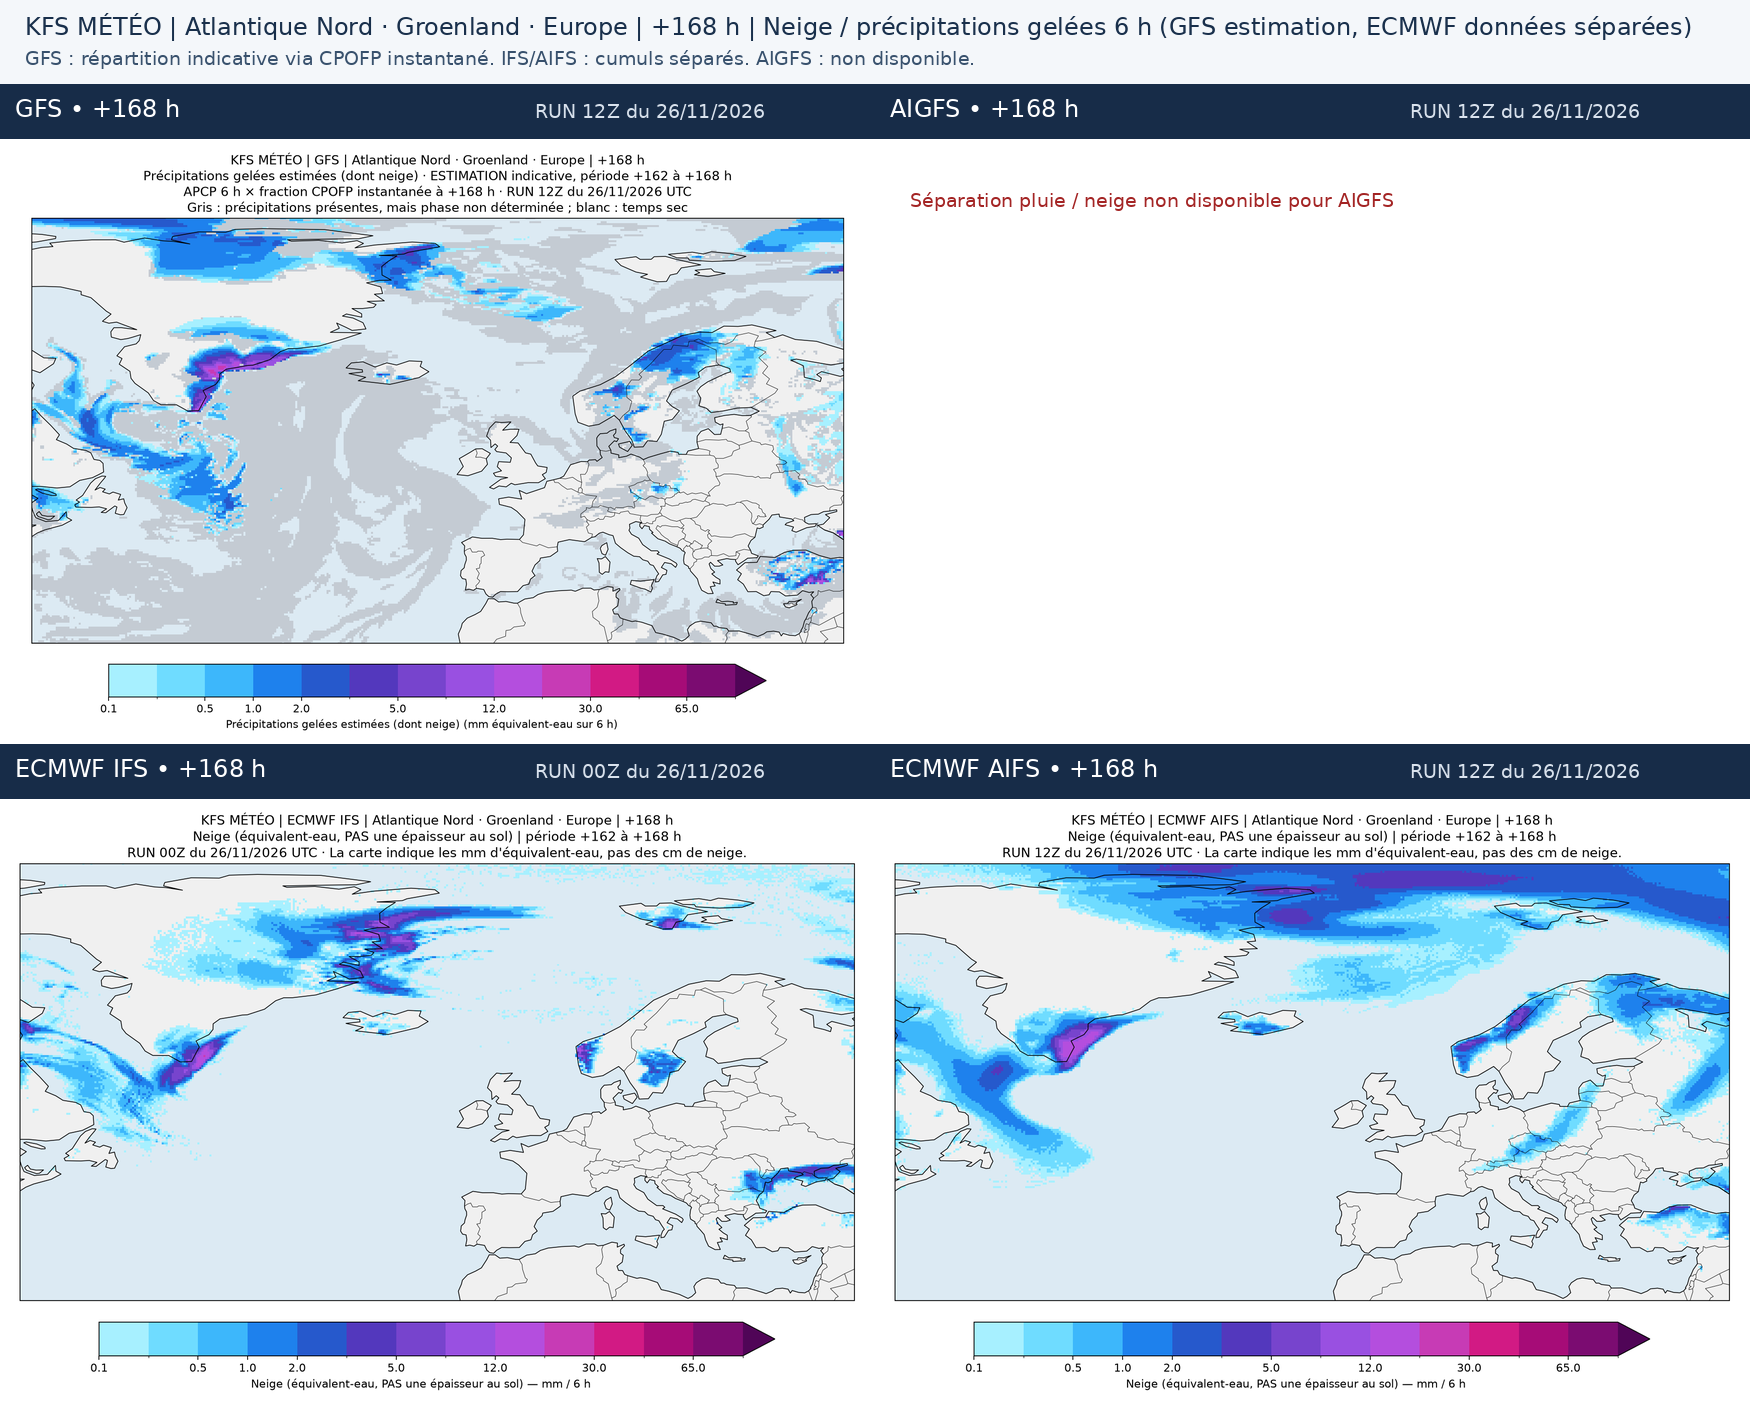 KFS MÉTÉO | Atlantique Nord · Groenland · Europe | +168 h | Neige / précipitations gelées 6 h (GFS estimation, ECMWF données séparées)
GFS : répartition indicative via CPOFP instantané. IFS/AIFS : cumuls séparés. AIGFS : non disponible.
GFS • +168 h
RUN 12Z du 26/11/2026
AIGFS • +168 h
RUN 12Z du 26/11/2026
KFS MÉTÉO | GFS | Atlantique Nord · Groenland · Europe | +168 h
Précipitations gelées estimées (dont neige) · ESTIMATION indicative, période +162 à +168 h
APCP 6 h × fraction CPOFP instantanée à +168 h · RUN 12Z du 26/11/2026 UTC
Gris : précipitations présentes, mais phase non déterminée ; blanc : temps sec
Séparation pluie / neige non disponible pour AIGFS
0.1 0.5 1.0 2.0 5.0 12.0 30.0 65.0
Précipitations gelées estimées (dont neige) (mm équivalent-eau sur 6 h)
ECMWF IFS • +168 h
RUN 00Z du 26/11/2026
ECMWF AIFS • +168 h
RUN 12Z du 26/11/2026
KFS MÉTÉO | ECMWF IFS | Atlantique Nord · Groenland · Europe | +168 h
Neige (équivalent-eau, PAS une épaisseur au sol) | période +162 à +168 h
RUN 00Z du 26/11/2026 UTC · La carte indique les mm d'équivalent-eau, pas des cm de neige.
0.1 0.5 1.0 2.0 5.0 12.0 30.0 65.0
Neige (équivalent-eau, PAS une épaisseur au sol) — mm / 6 h
KFS MÉTÉO | ECMWF AIFS | Atlantique Nord · Groenland · Europe | +168 h
Neige (équivalent-eau, PAS une épaisseur au sol) | période +162 à +168 h
RUN 12Z du 26/11/2026 UTC · La carte indique les mm d'équivalent-eau, pas des cm de neige.
0.1 0.5 1.0 2.0 5.0 12.0 30.0 65.0
Neige (équivalent-eau, PAS une épaisseur au sol) — mm / 6 h